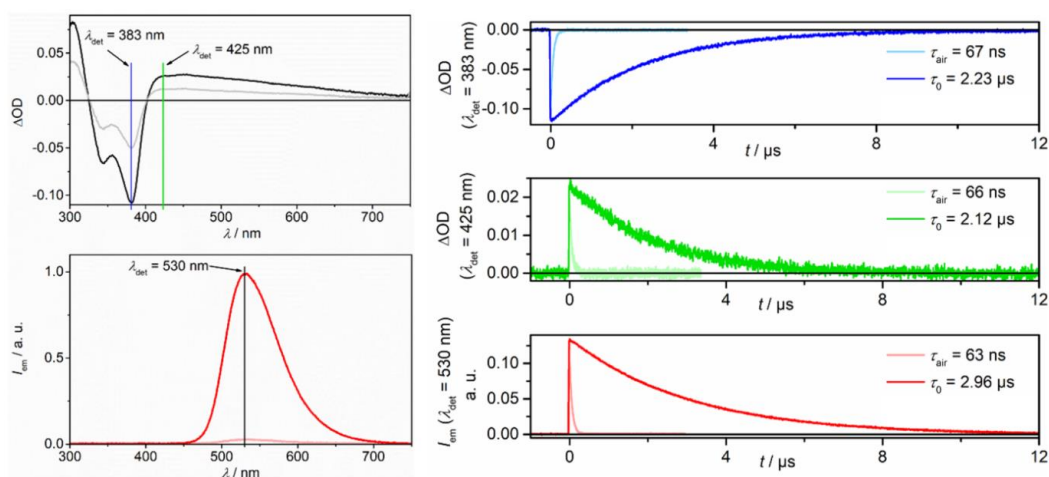 λdet = 383 nm
λdet = 425 nm
ΔOD
0.05
0.00
-0.05
-0.10
300 400 500 600 700
λ / nm
λdet = 530 nm
Iem / a. u.
1.0
0.5
0.0
300 400 500 600 700
λ / nm
ΔOD
(λdet = 383 nm)
0.00
-0.05
-0.10
τair = 67 ns
τ0 = 2.23 µs
0 4 8 12
t / µs
ΔOD
(λdet = 425 nm)
0.02
0.01
0.00
τair = 66 ns
τ0 = 2.12 µs
0 4 8 12
t / µs
Iem (λdet = 530 nm)
a. u.
0.10
0.05
0.00
τair = 63 ns
τ0 = 2.96 µs
0 4 8 12
t / µs